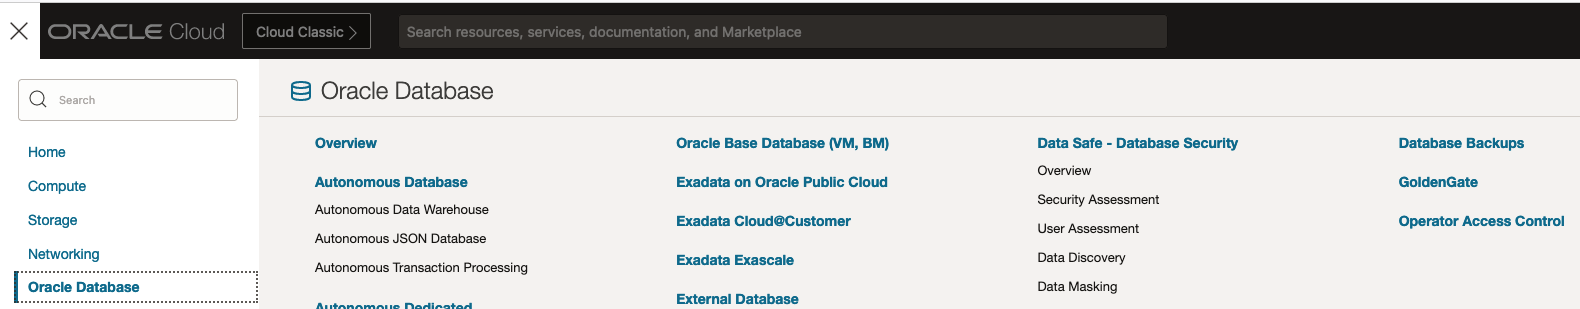 ORACLE Cloud
Cloud Classic >
Search resources, services, documentation, and Marketplace
Search
Home
Compute
Storage
Networking
Oracle Database
Oracle Database
Overview
Autonomous Database
Autonomous Data Warehouse
Autonomous JSON Database
Autonomous Transaction Processing
Autonomous Dedicated
Oracle Base Database (VM, BM)
Exadata on Oracle Public Cloud
Exadata Cloud@Customer
Exadata Exascale
External Database
Data Safe - Database Security
Overview
Security Assessment
User Assessment
Data Discovery
Data Masking
Database Backups
GoldenGate
Operator Access Control